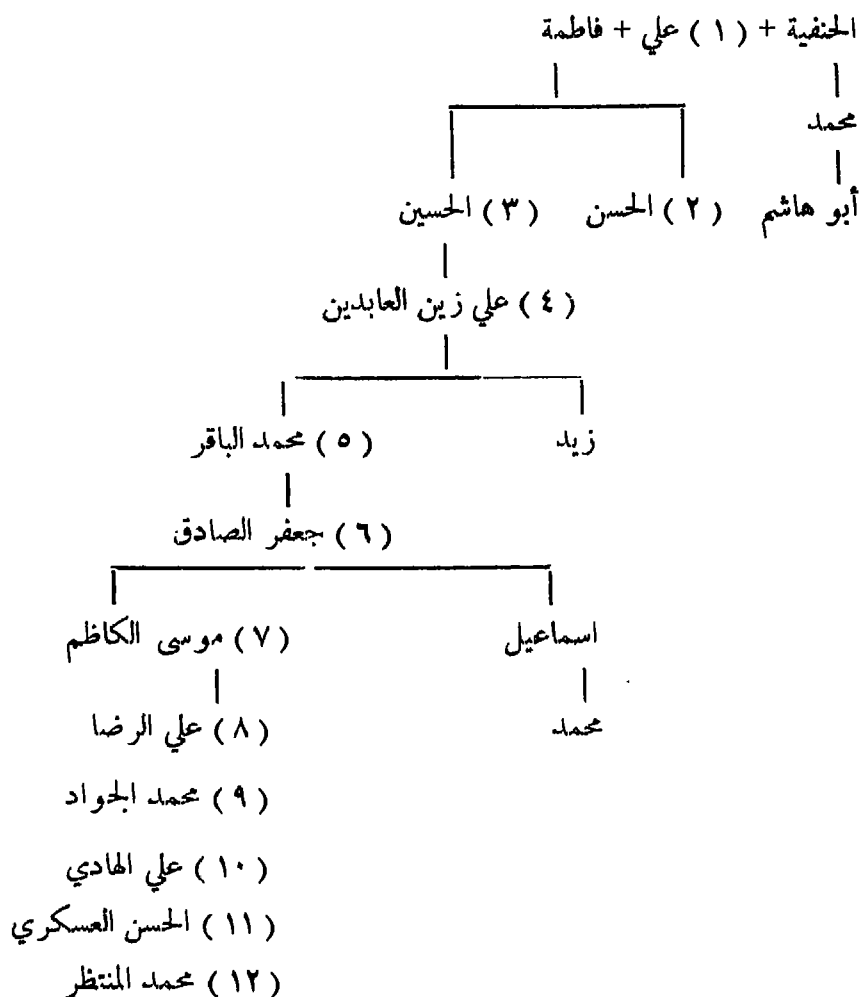 الحنفية + ( ١ ) علي + فاطمة
محمد
أبو هاشم ( ٢ ) الحسن ( ٣ ) الحسين
( ٤ ) علي زين العابدين
زيد ( ٥ ) محمد الباقر
( ٦ ) جعفر الصادق
اسماعيل ( ٧ ) موسى الكاظم
محمد ( ٨ ) علي الرضا
( ٩ ) محمد الجواد
( ١٠ ) علي الهادي
( ١١ ) الحسن العسكري
( ١٢ ) محمد المنتظر